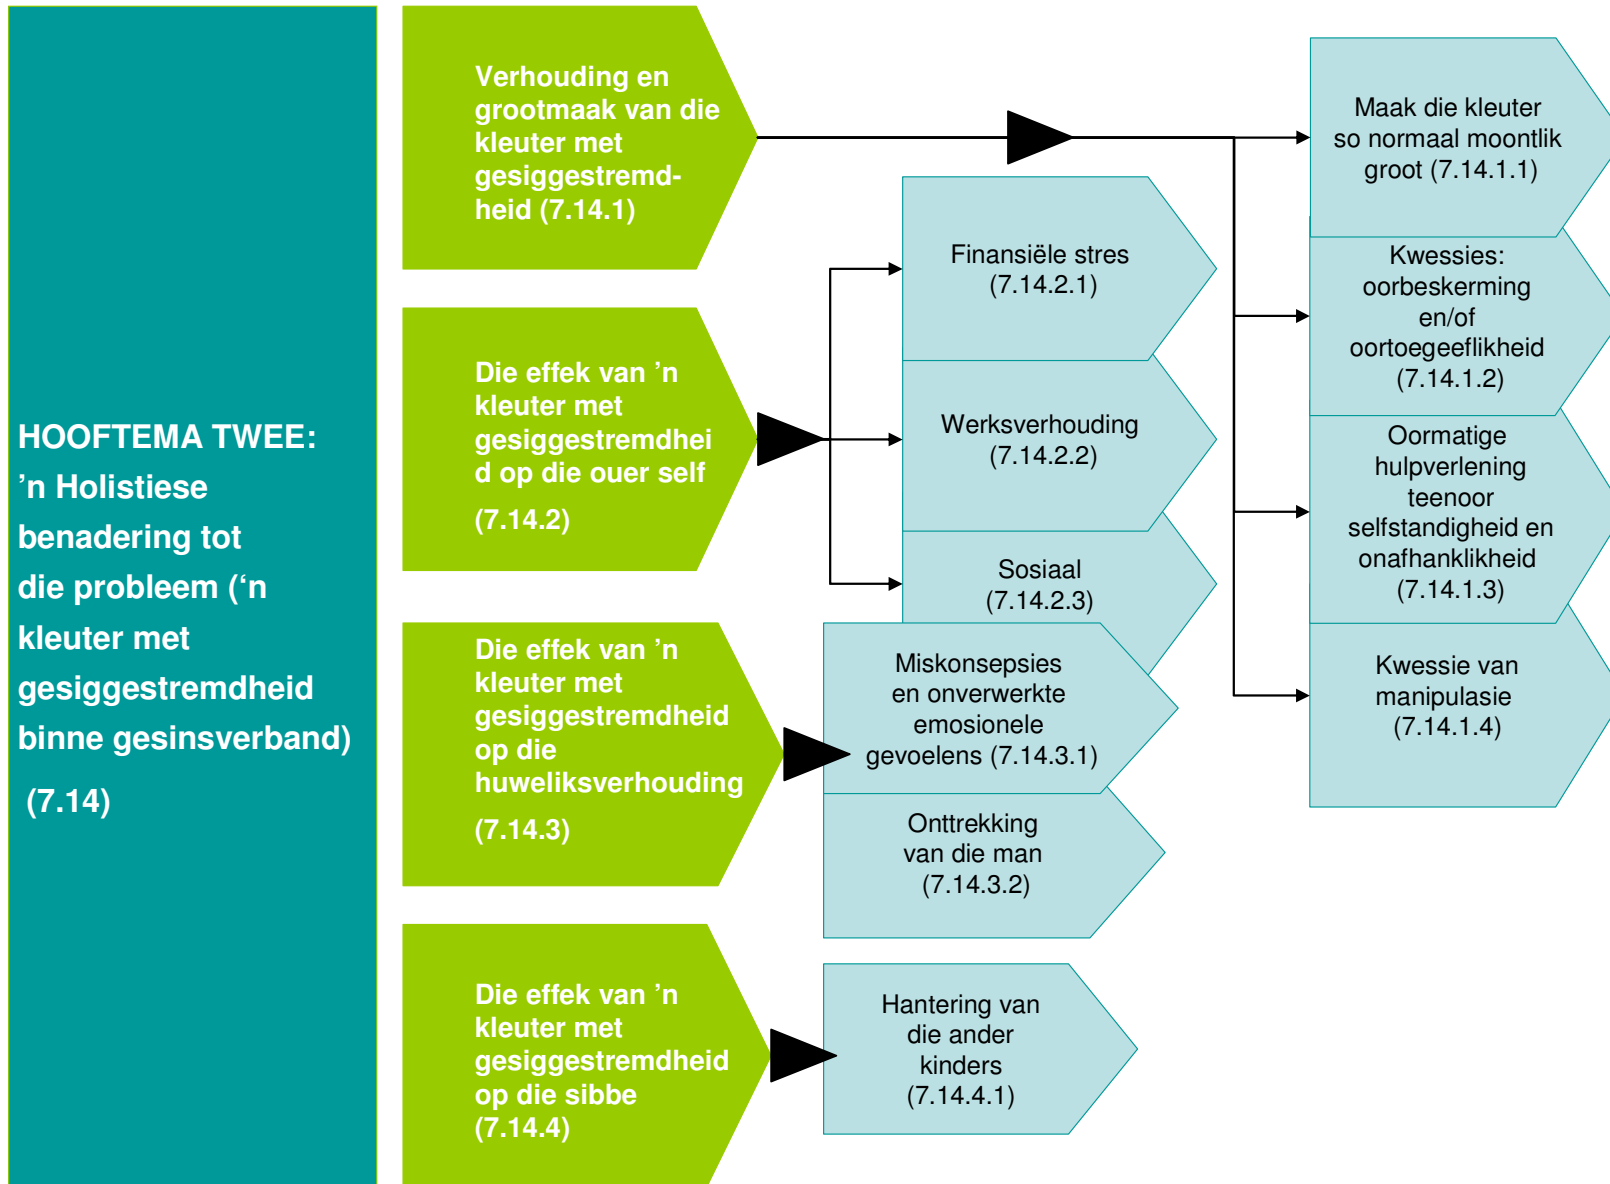 HOOFTEMA TWEE:
’n Holistiese
benadering tot
die probleem (‘n
kleuter met
gesiggestremdheid
binne gesinsverband)
(7.14)
Verhouding en
grootmaak van die
kleuter met
gesiggestremd-
heid (7.14.1)
Maak die kleuter
so normaal moontlik
groot (7.14.1.1)
Kwessies:
oorbeskerming
en/of
oortoegeeflikheid
(7.14.1.2)
Oormatige
hulpverlening
teenoor
selfstandigheid en
onafhanklikheid
(7.14.1.3)
Kwessie van
manipulasie
(7.14.1.4)
Die effek van ’n
kleuter met
gesiggestremdhei
d op die ouer self
(7.14.2)
Finansiële stres
(7.14.2.1)
Werksverhouding
(7.14.2.2)
Sosiaal
(7.14.2.3)
Die effek van ’n
kleuter met
gesiggestremdheid
op die
huweliksverhouding
(7.14.3)
Miskonsepsies
en onverwerkte
emosionele
gevoelens (7.14.3.1)
Onttrekking
van die man
(7.14.3.2)
Die effek van ’n
kleuter met
gesiggestremdheid
op die sibbe
(7.14.4)
Hantering van
die ander
kinders
(7.14.4.1)